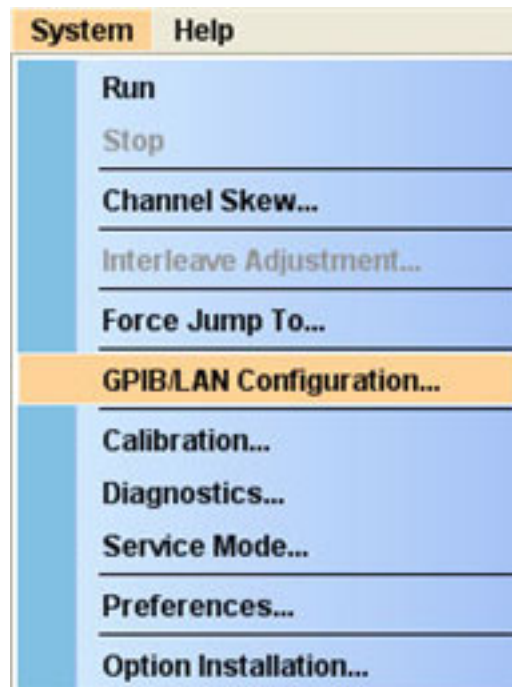 System Help
Run
Stop
Channel Skew...
Interleave Adjustment...
Force Jump To...
GPIB/LAN Configuration...
Calibration...
Diagnostics...
Service Mode...
Preferences...
Option Installation...